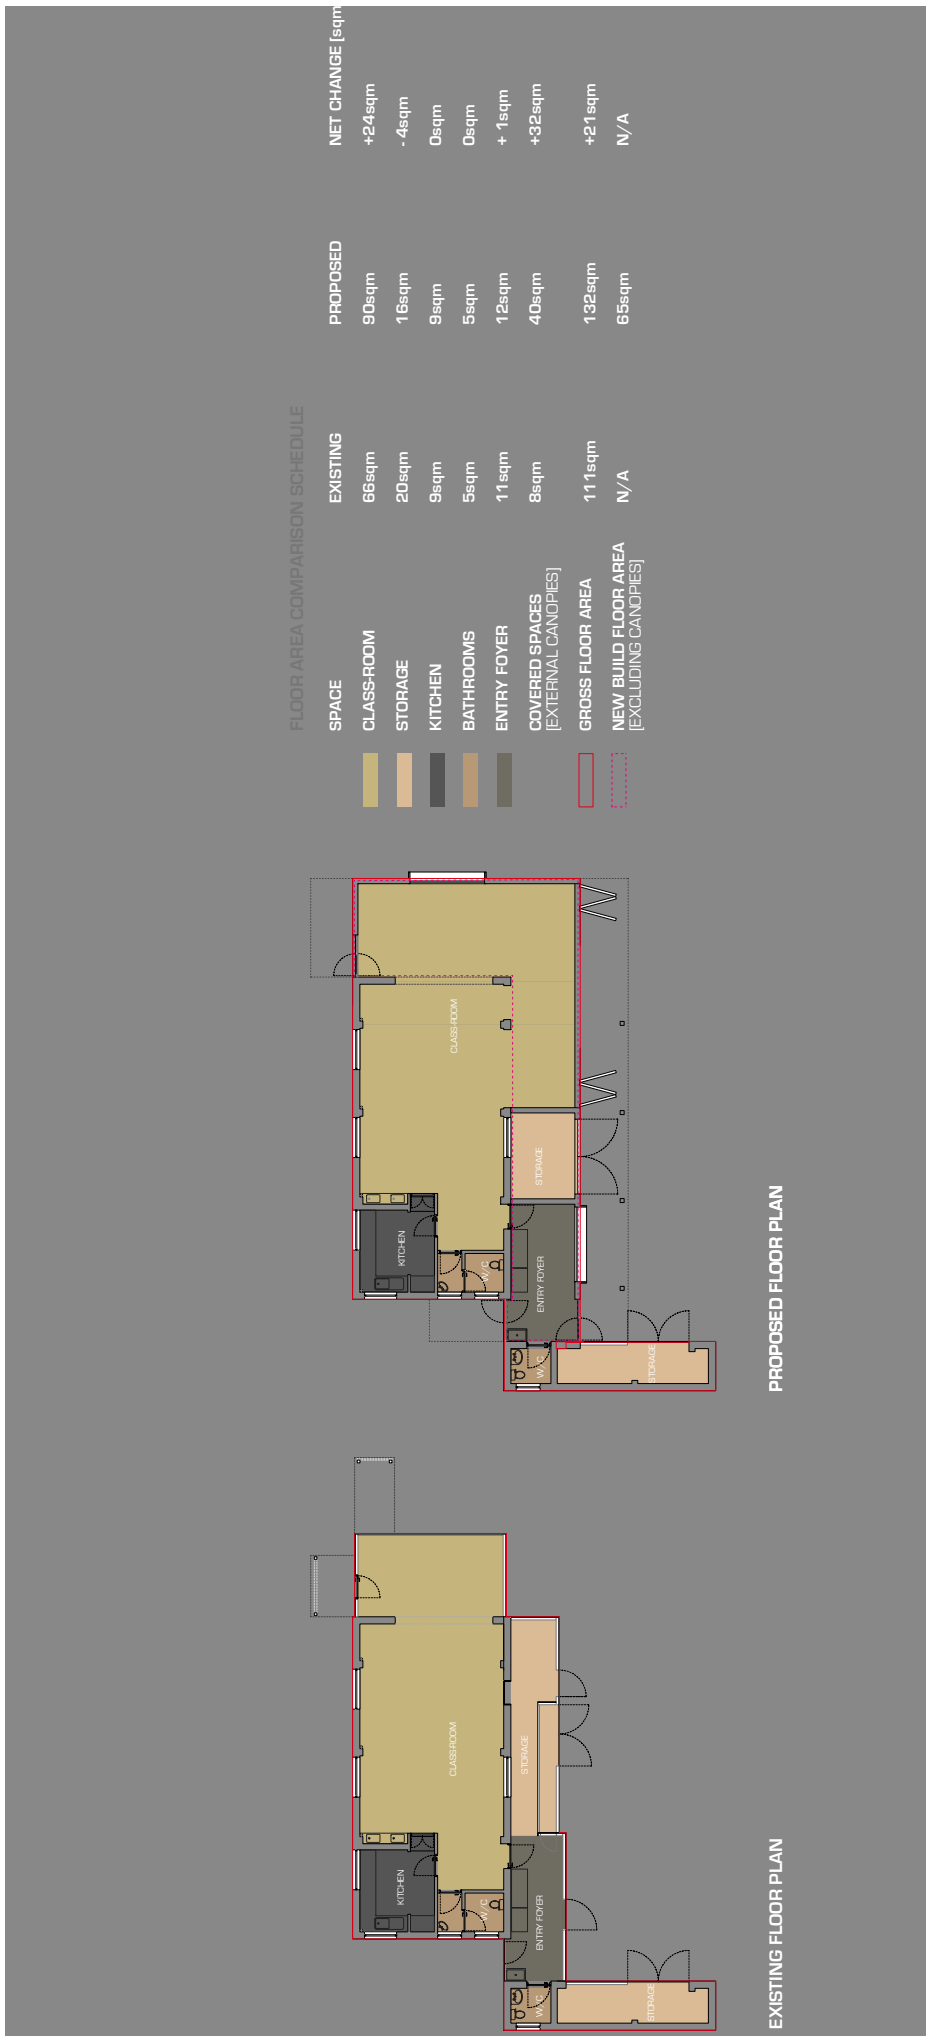 FLOOR AREA COMPARISON SCHEDULE
SPACE EXISTING PROPOSED NET CHANGE [sqm
CLASS-ROOM 66sqm 90sqm +24sqm
STORAGE 20sqm 16sqm - 4sqm
KITCHEN 9sqm 9sqm 0sqm
BATHROOMS 5sqm 5sqm 0sqm
ENTRY FOYER 11sqm 12sqm + 1sqm
COVERED SPACES 8sqm 40sqm +32sqm
[EXTERNAL CANOPIES]
GROSS FLOOR AREA 111sqm 132sqm +21sqm
NEW BUILD FLOOR AREA N/A 65sqm N/A
[EXCLUDING CANOPIES]
KITCHEN
CLASS-ROOM
W/C
STORAGE
ENTRY FOYER
W/C
STORAGE
EXISTING FLOOR PLAN
KITCHEN
CLASS-ROOM
W/C
STORAGE
ENTRY FOYER
W/C
STORAGE
PROPOSED FLOOR PLAN